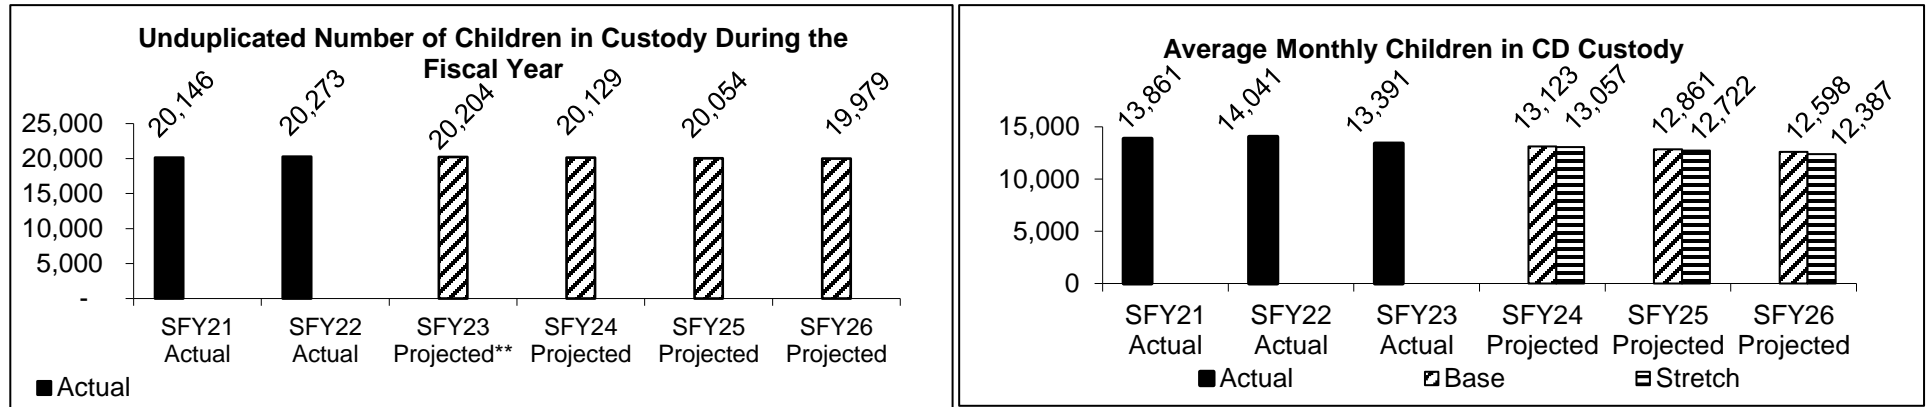 Unduplicated Number of Children in Custody During the
Fiscal Year
20,146
20,273
20,204
20,129
20,054
19,979
25,000
20,000
15,000
10,000
5,000
-
SFY21
Actual
SFY22
Actual
SFY23
Projected**
SFY24
Projected
SFY25
Projected
SFY26
Projected
Actual
Average Monthly Children in CD Custody
13,861
14,041
13,391
13,123
13,057
12,861
12,722
12,598
12,387
15,000
10,000
5,000
0
SFY21
Actual
SFY22
Actual
SFY23
Actual
SFY24
Projected
SFY25
Projected
SFY26
Projected
Actual
Base
Stretch